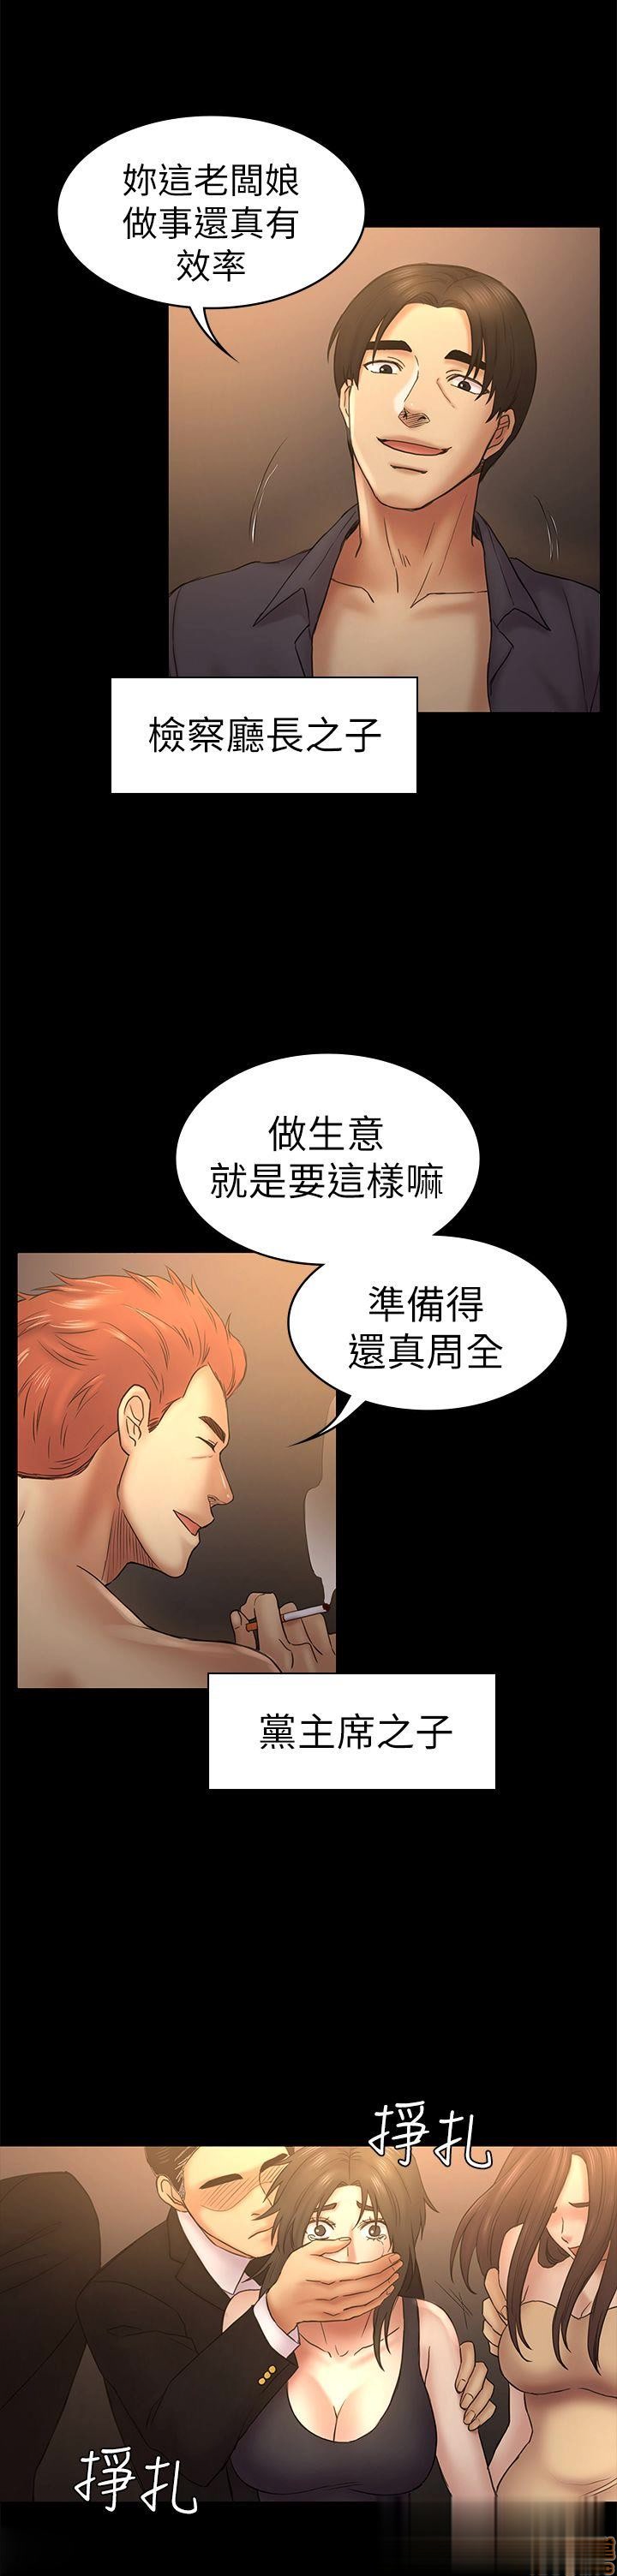 妳這老闆娘
做事還真有
效率
檢察廳長之子
做生意
就是要這樣嘛
準備得
還真周全
黨主席之子
掙扎
掙扎